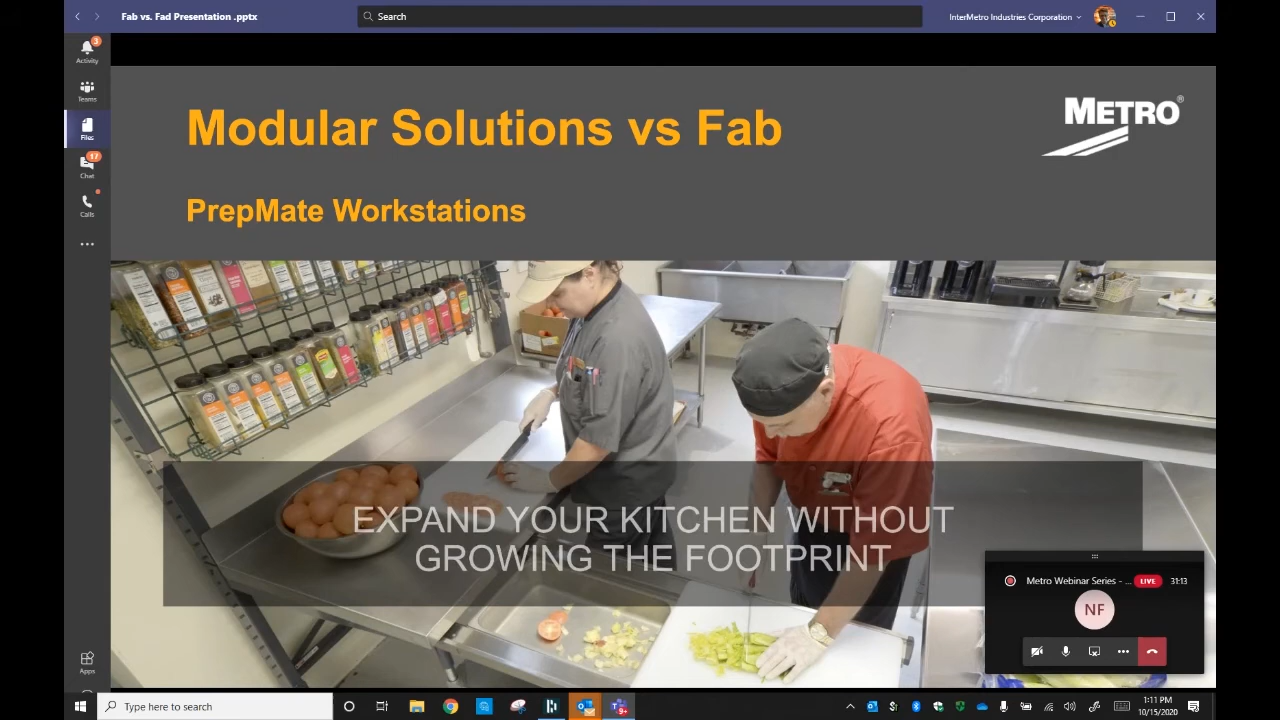 Fab vs. Fad Presentation .pptx
Search
InterMetro Industries Corporation
3
Activity
Teams
Files
17
Chat
Calls
Modular Solutions vs Fab
METRO®
PrepMate Workstations
EXPAND YOUR KITCHEN WITHOUT
GROWING THE FOOTPRINT
Metro Webinar Series - ... LIVE 31:13
NF
Apps
Type here to search
1:11 PM
10/15/2020